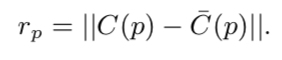 r_p = ||C(p) − C̄(p)||.